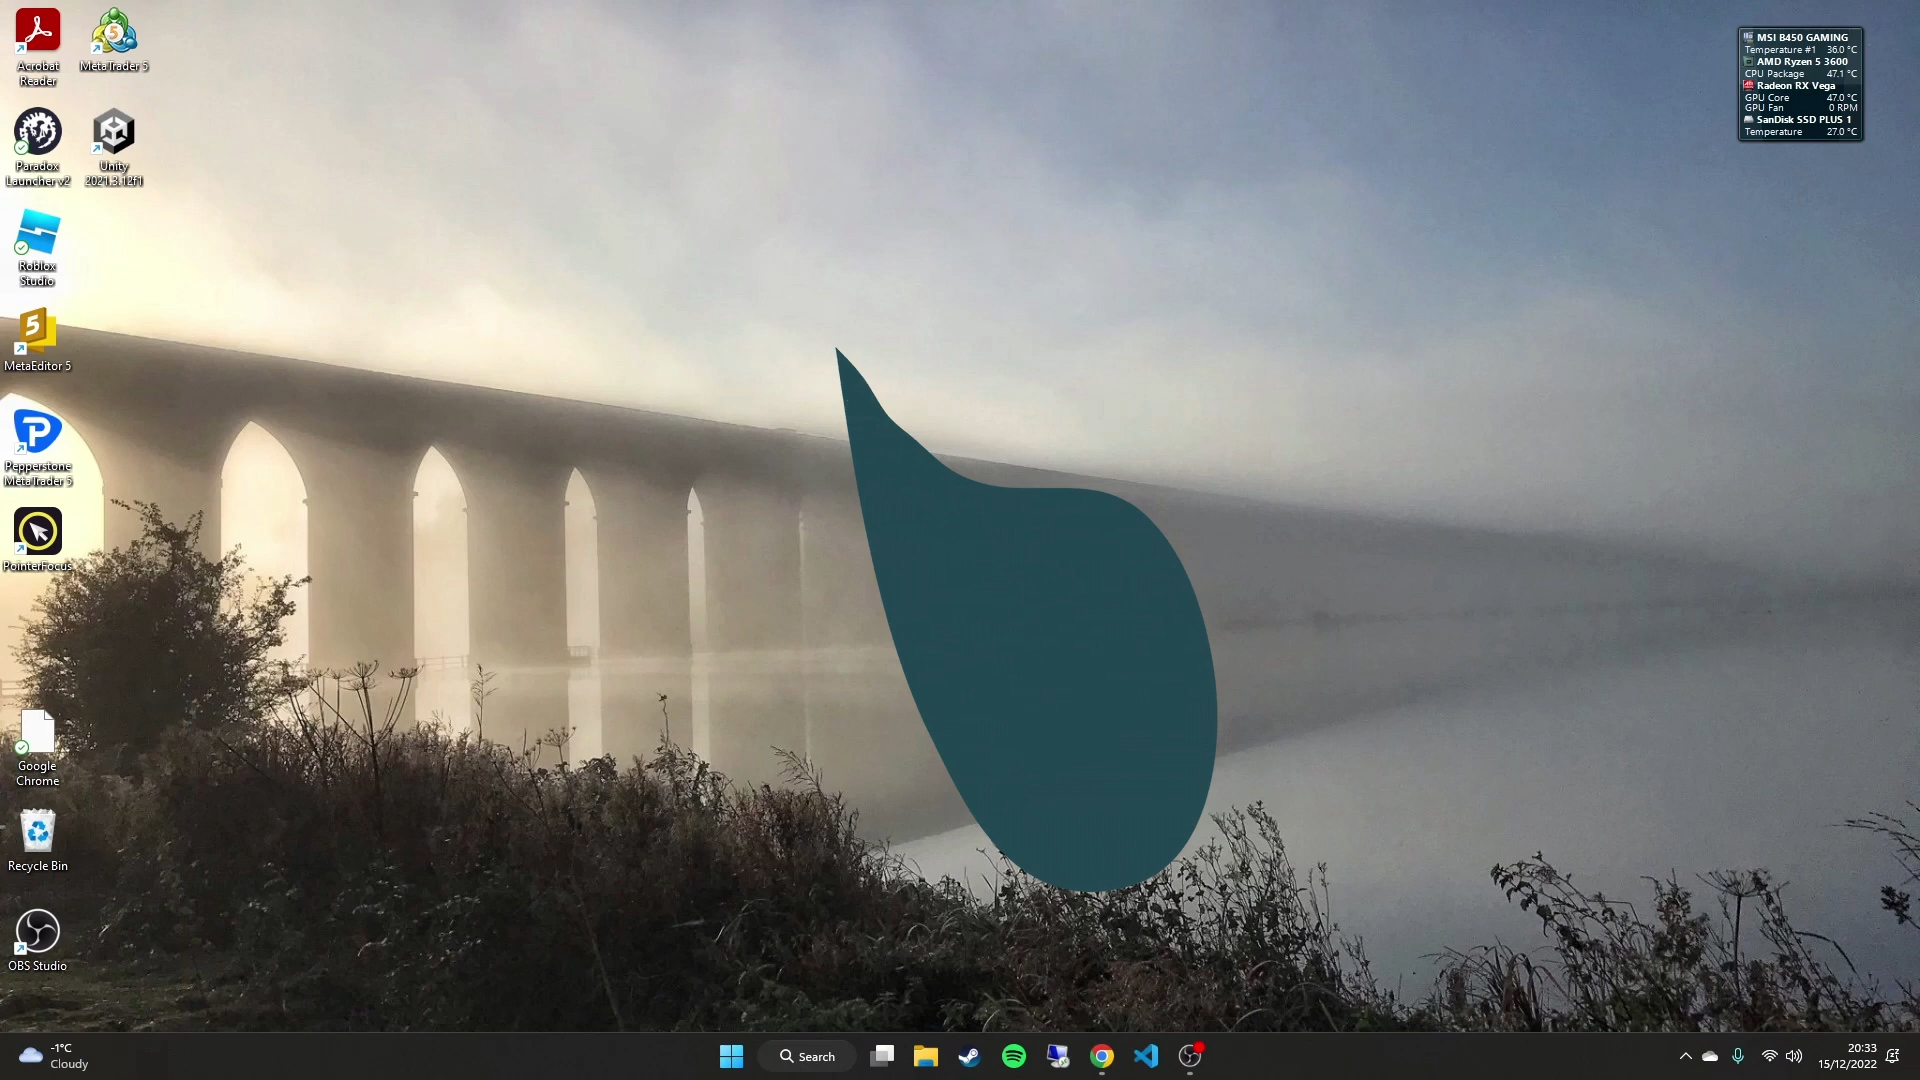 Acrobat
Reader
MetaTrader 5
Paradox
Launcher v2
Unity
2021.3.12f1
Roblox
Studio
5
MetaEditor 5
Pepperstone
MetaTrader 5
PointerFocus
Google
Chrome
Recycle Bin
OBS Studio
MSI B450 GAMING
Temperature #1 36.0 °C
AMD Ryzen 5 3600
CPU Package 47.1 °C
Radeon RX Vega
GPU Core 47.0 °C
GPU Fan 0 RPM
SanDisk SSD PLUS 1
Temperature 27.0 °C
-1°C
Cloudy
Search
20:33
15/12/2022